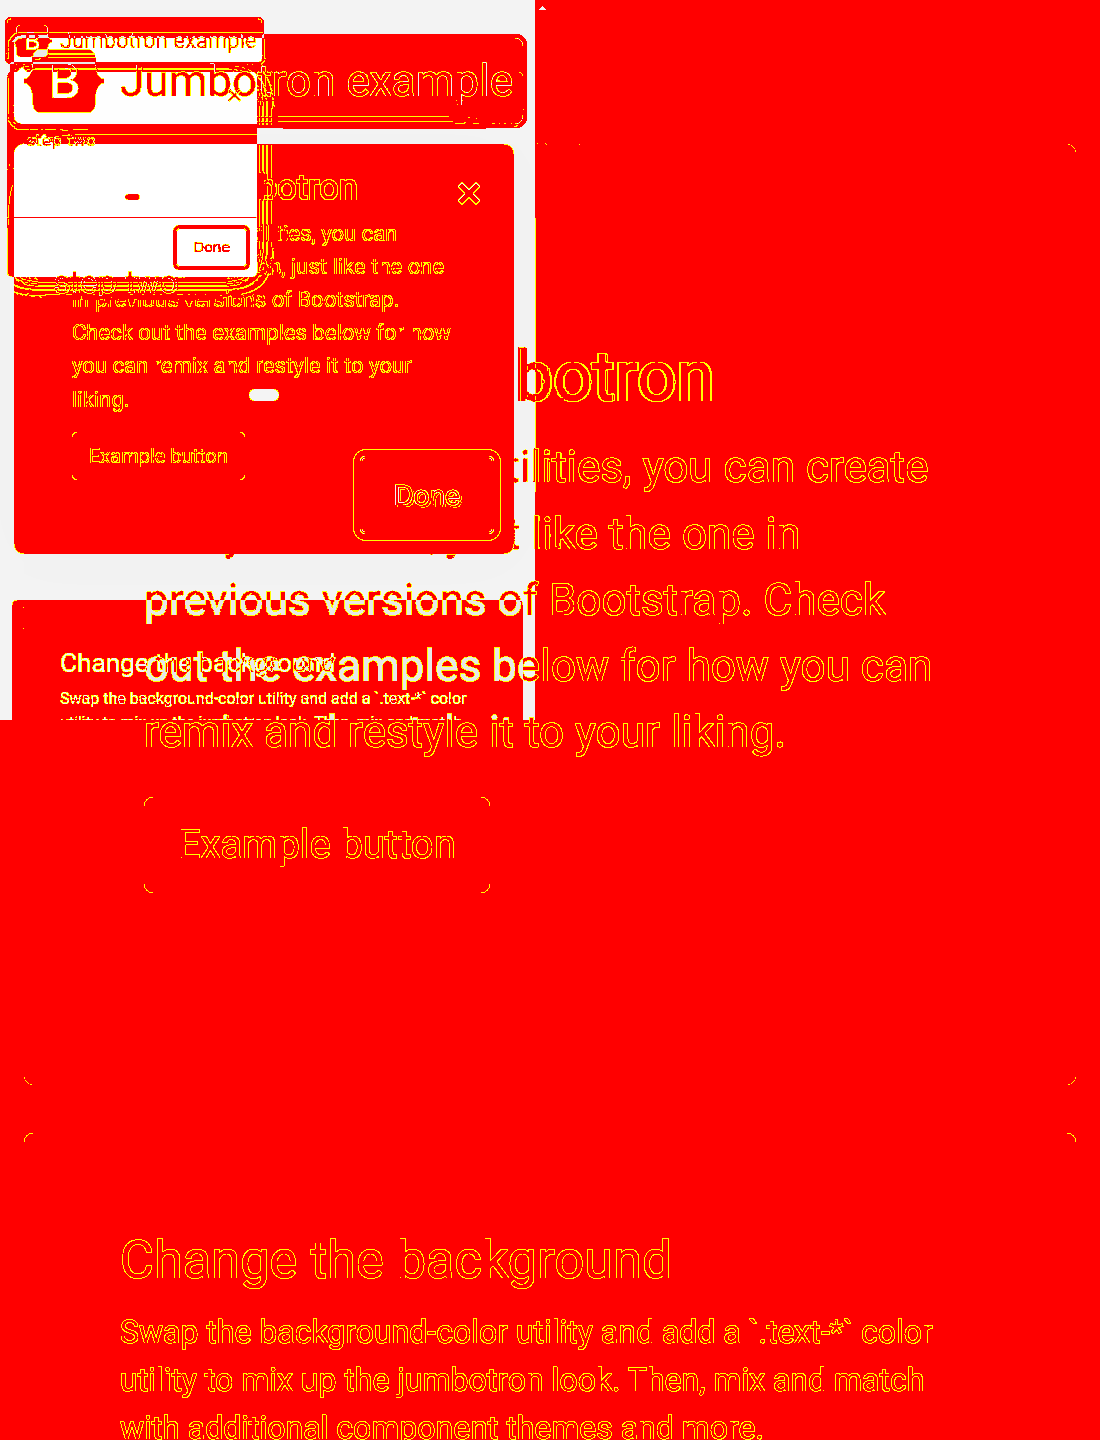 B Jumbotron example
B Jumbotron example
step two
botron
Done
ties, you can
just like the one
step two
in previous versions of Bootstrap.
Check out the examples below for how
you can remix and restyle it to your
liking.
Example button
Done
botron
tilities, you can create
like the one in
previous versions of Bootstrap. Check
out the examples below for how you can
remix and restyle it to your liking.
Change the background
Swap the background-color utility and add a `.text-*` color
Example button
Change the background
Swap the background-color utility and add a `.text-*` color
utility to mix up the jumbotron look. Then, mix and match
with additional component themes and more.